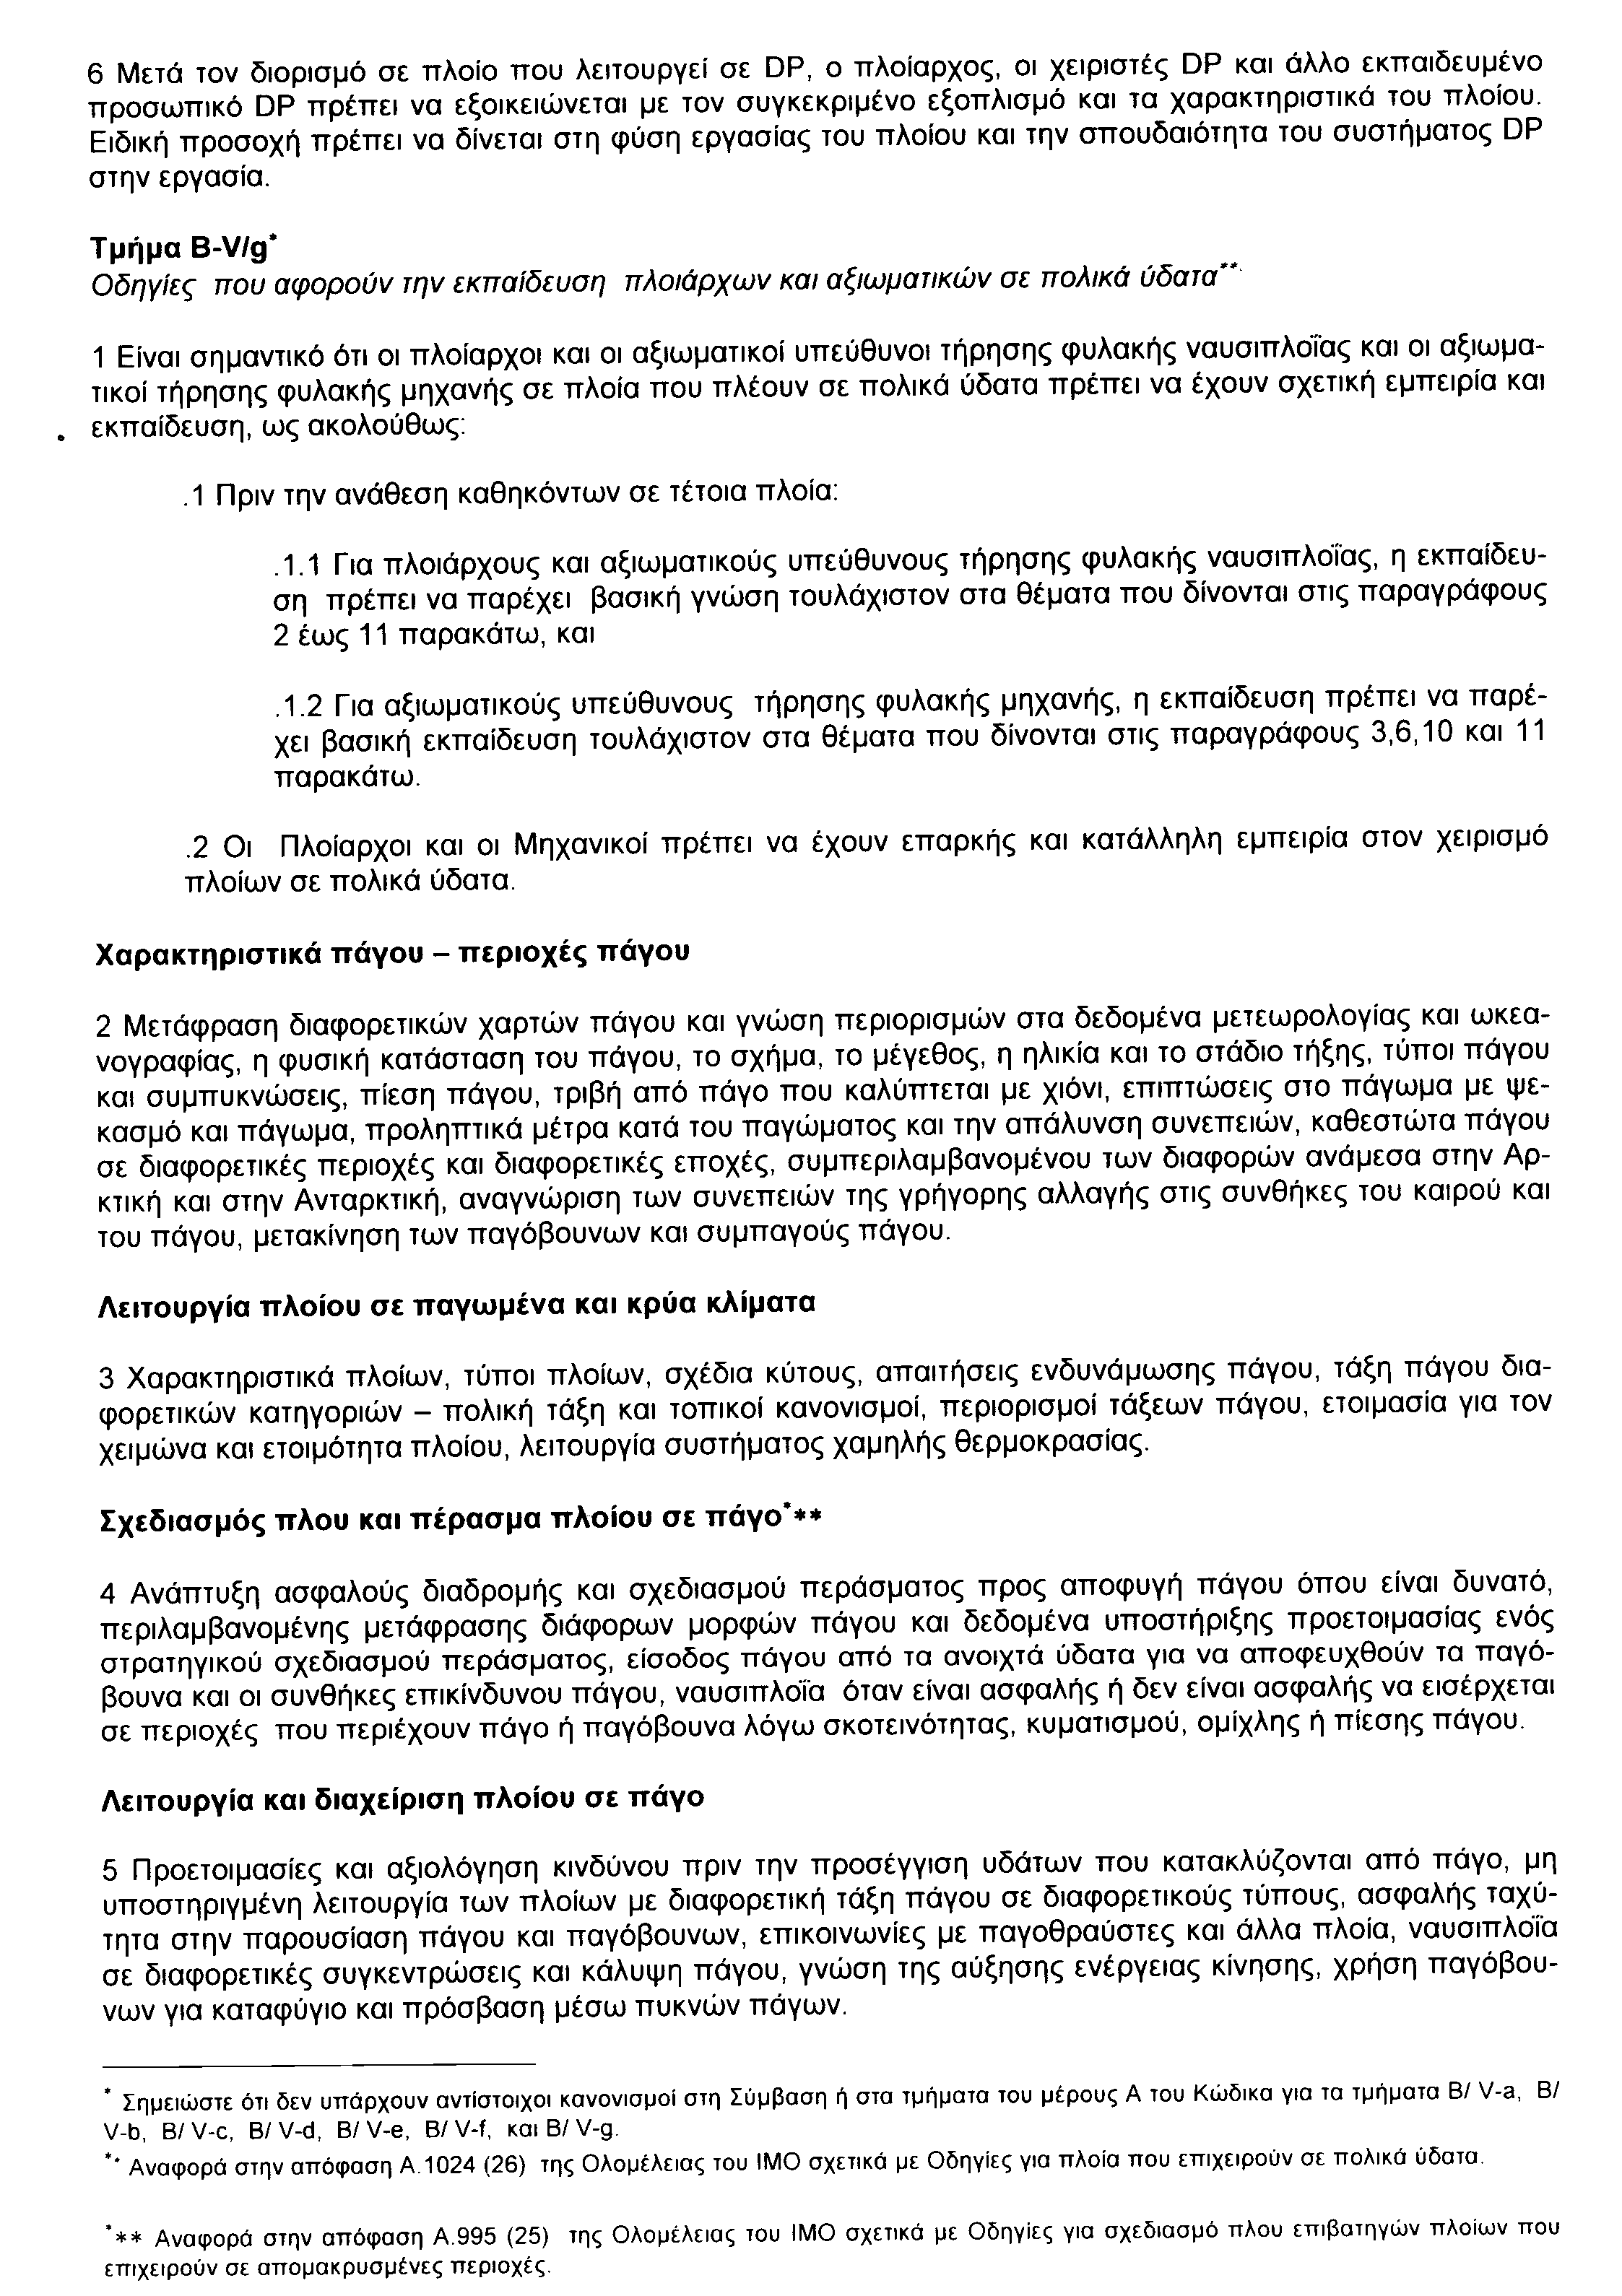 6 Μετά τον διορισμό σε πλοίο που λειτουργεί σε DP, ο πλοίαρχος, οι χειριστές DP και άλλο εκπαιδευμένο
προσωπικό DP πρέπει να εξοικειώνεται με τον συγκεκριμένο εξοπλισμό και τα χαρακτηριστικά του πλοίου.
Ειδική προσοχή πρέπει να δίνεται στη φύση εργασίας του πλοίου και την σπουδαιότητα του συστήματος DP
στην εργασία.
Τμήμα B-V/g*
Οδηγίες που αφορούν την εκπαίδευση πλοιάρχων και αξιωματικών σε πολικά ύδατα**
1 Είναι σημαντικό ότι οι πλοίαρχοι και οι αξιωματικοί υπεύθυνοι τήρησης φυλακής ναυσιπλοΐας και οι αξιωμα-
τικοί τήρησης φυλακής μηχανής σε πλοία που πλέουν σε πολικά ύδατα πρέπει να έχουν σχετική εμπειρία και
εκπαίδευση, ως ακολούθως:
.1 Πριν την ανάθεση καθηκόντων σε τέτοια πλοία:
.1.1 Για πλοιάρχους και αξιωματικούς υπεύθυνους τήρησης φυλακής ναυσιπλοΐας, η εκπαίδευ-
ση πρέπει να παρέχει βασική γνώση τουλάχιστον στα θέματα που δίνονται στις παραγράφους
2 έως 11 παρακάτω, και
.1.2 Για αξιωματικούς υπεύθυνους τήρησης φυλακής μηχανής, η εκπαίδευση πρέπει να παρέ-
χει βασική εκπαίδευση τουλάχιστον στα θέματα που δίνονται στις παραγράφους 3,6,10 και 11
παρακάτω.
.2 Οι Πλοίαρχοι και οι Μηχανικοί πρέπει να έχουν επαρκής και κατάλληλη εμπειρία στον χειρισμό
πλοίων σε πολικά ύδατα.
Χαρακτηριστικά πάγου – περιοχές πάγου
2 Μετάφραση διαφορετικών χαρτών πάγου και γνώση περιορισμών στα δεδομένα μετεωρολογίας και ωκεα-
νογραφίας, η φυσική κατάσταση του πάγου, το σχήμα, το μέγεθος, η ηλικία και το στάδιο τήξης, τύποι πάγου
και συμπυκνώσεις, πίεση πάγου, τριβή από πάγο που καλύπτεται με χιόνι, επιπτώσεις στο πάγωμα με ψε-
κασμό και πάγωμα, προληπτικά μέτρα κατά του παγώματος και την απάλυνση συνεπειών, καθεστώτα πάγου
σε διαφορετικές περιοχές και διαφορετικές εποχές, συμπεριλαμβανομένου των διαφορών ανάμεσα στην Αρ-
κτική και στην Ανταρκτική, αναγνώριση των συνεπειών της γρήγορης αλλαγής στις συνθήκες του καιρού και
του πάγου, μετακίνηση των παγόβουνων και συμπαγούς πάγου.
Λειτουργία πλοίου σε παγωμένα και κρύα κλίματα
3 Χαρακτηριστικά πλοίων, τύποι πλοίων, σχέδια κύτους, απαιτήσεις ενδυνάμωσης πάγου, τάξη πάγου δια-
φορετικών κατηγοριών – πολική τάξη και τοπικοί κανονισμοί, περιορισμοί τάξεων πάγου, ετοιμασία για τον
χειμώνα και ετοιμότητα πλοίου, λειτουργία συστήματος χαμηλής θερμοκρασίας.
Σχεδιασμός πλου και πέρασμα πλοίου σε πάγο***
4 Ανάπτυξη ασφαλούς διαδρομής και σχεδιασμού περάσματος προς αποφυγή πάγου όπου είναι δυνατό,
περιλαμβανομένης μετάφρασης διάφορων μορφών πάγου και δεδομένα υποστήριξης προετοιμασίας ενός
στρατηγικού σχεδιασμού περάσματος, είσοδος πάγου από τα ανοιχτά ύδατα για να αποφευχθούν τα παγό-
βουνα και οι συνθήκες επικίνδυνου πάγου, ναυσιπλοΐα όταν είναι ασφαλής ή δεν είναι ασφαλής να εισέρχεται
σε περιοχές που περιέχουν πάγο ή παγόβουνα λόγω σκοτεινότητας, κυματισμού, ομίχλης ή πίεσης πάγου.
Λειτουργία και διαχείριση πλοίου σε πάγο
5 Προετοιμασίες και αξιολόγηση κινδύνου πριν την προσέγγιση υδάτων που κατακλύζονται από πάγο, μη
υποστηριγμένη λειτουργία των πλοίων με διαφορετική τάξη πάγου σε διαφορετικούς τύπους, ασφαλής ταχύ-
τητα στην παρουσίαση πάγου και παγόβουνων, επικοινωνίες με παγοθραύστες και άλλα πλοία, ναυσιπλοΐα
σε διαφορετικές συγκεντρώσεις και κάλυψη πάγου, γνώση της αύξησης ενέργειας κίνησης, χρήση παγόβου-
νων για καταφύγιο και πρόσβαση μέσω πυκνών πάγων.
* Σημειώστε ότι δεν υπάρχουν αντίστοιχοι κανονισμοί στη Σύμβαση ή στα τμήματα του μέρους Α του Κώδικα για τα τμήματα B/ V-a, B/
V-b, B/ V-c, B/ V-d, B/ V-e, B/ V-f, και B/ V-g.
** Αναφορά στην απόφαση A.1024 (26) της Ολομέλειας του IMO σχετικά με Οδηγίες για πλοία που επιχειρούν σε πολικά ύδατα.
*** Αναφορά στην απόφαση A.995 (25) της Ολομέλειας του IMO σχετικά με Οδηγίες για σχεδιασμό πλου επιβατηγών πλοίων που
επιχειρούν σε απομακρυσμένες περιοχές.